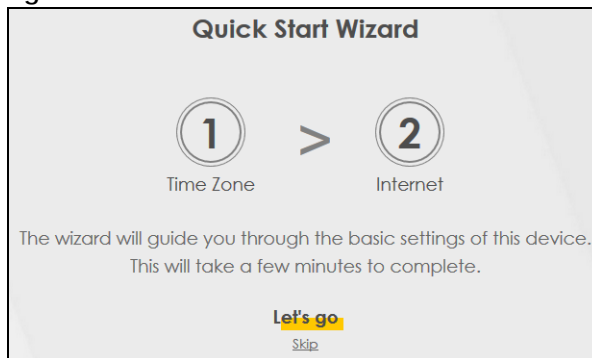 Quick Start Wizard
1 > 2
Time Zone Internet
The wizard will guide you through the basic settings of this device.
This will take a few minutes to complete.
Let's go
Skip